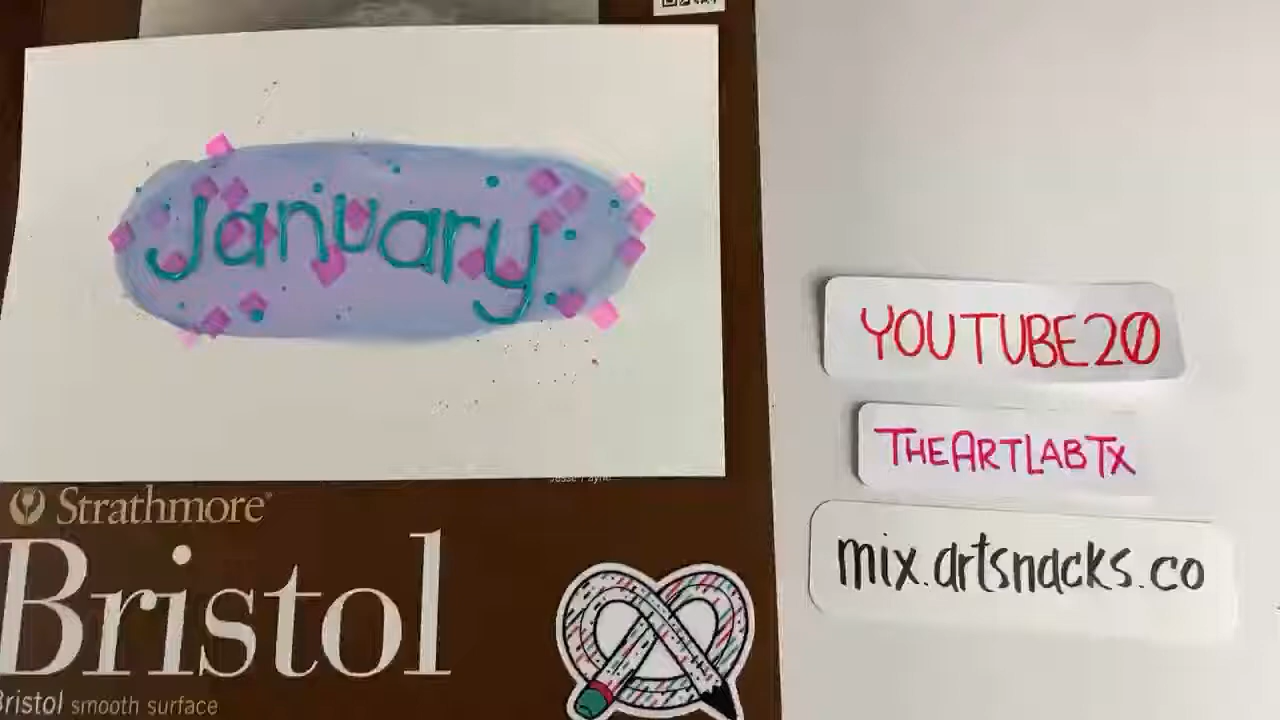 January
YOUTUBE20
THEARTLABTX
mix.artsnacks.co
Strathmore®
Bristol
Bristol smooth surface